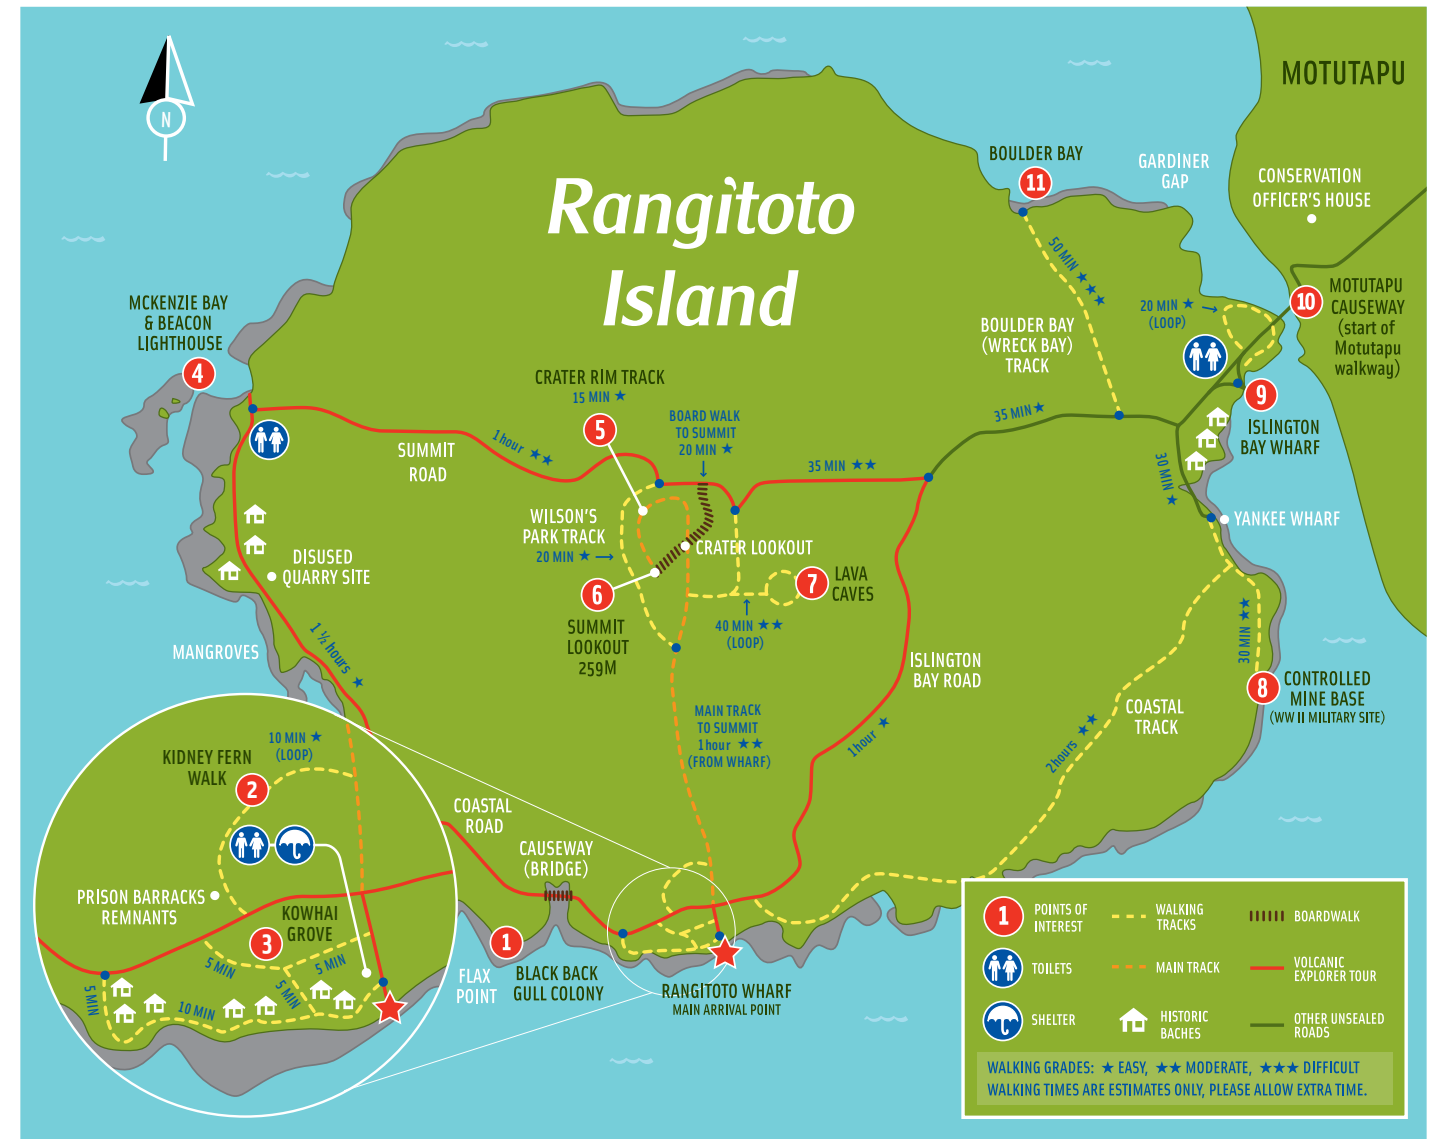 MOTUTAPU
N
Rangitoto
Island
BOULDER BAY
11
GARDINER
GAP
CONSERVATION
OFFICER'S HOUSE
50 MIN ★★★
20 MIN ★
(LOOP)
10
MOTUTAPU
CAUSEWAY
(start of
Motutapu
walkway)
BOULDER BAY
(WRECK BAY)
TRACK
MCKENZIE BAY
& BEACON
LIGHTHOUSE
4
CRATER RIM TRACK
15 MIN ★
5
BOARD WALK
TO SUMMIT
20 MIN ★
35 MIN ★
9
ISLINGTON
BAY WHARF
SUMMIT
ROAD
1 hour ★★
35 MIN ★★
30 MIN ★
YANKEE WHARF
WILSON'S
PARK TRACK
20 MIN ★
CRATER LOOKOUT
DISUSED
QUARRY SITE
6
SUMMIT
LOOKOUT
259M
7
LAVA
CAVES
40 MIN ★★
(LOOP)
MANGROVES
1 ½ hours ★
ISLINGTON
BAY ROAD
30 MIN ★★
8
CONTROLLED
MINE BASE
(WW II MILITARY SITE)
COASTAL
TRACK
2hours ★★
MAIN TRACK
TO SUMMIT
1hour ★★
(FROM WHARF)
1hour ★
10 MIN ★
(LOOP)
KIDNEY FERN
WALK
2
COASTAL
ROAD
CAUSEWAY
(BRIDGE)
PRISON BARRACKS
REMNANTS
KOWHAI
GROVE
3
5 MIN
5 MIN
5 MIN
5 MIN
10 MIN
1
FLAX
POINT
BLACK BACK
GULL COLONY
RANGITOTO WHARF
MAIN ARRIVAL POINT
1
POINTS OF
INTEREST
WALKING
TRACKS
BOARDWALK
TOILETS
MAIN TRACK
VOLCANIC
EXPLORER TOUR
SHELTER
HISTORIC
BACHES
OTHER UNSEALED
ROADS
WALKING GRADES: ★ EASY, ★★ MODERATE, ★★★ DIFFICULT
WALKING TIMES ARE ESTIMATES ONLY, PLEASE ALLOW EXTRA TIME.